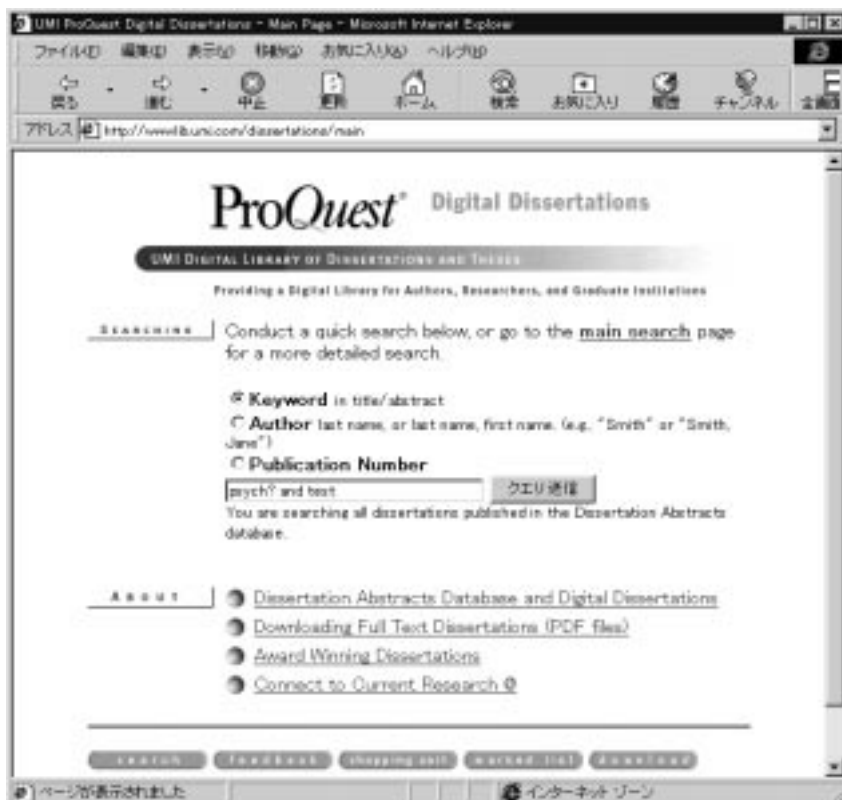 UMI ProQuest Digital Dissertations - Main Page - Microsoft Internet Explorer
ファイル(F) 編集(E) 表示(V) 移動(G) お気に入り(A) ヘルプ(H)
戻る 進む 中止 更新 ホーム 検索 お気に入り 履歴 チャンネル 全画面
アドレス http://wwwlib.umi.com/dissertations/main
ProQuest® Digital Dissertations
UMI DIGITAL LIBRARY OF DISSERTATIONS AND THESES
Providing a Digital Library for Authors, Researchers, and Graduate Institutions
SEARCHING
Conduct a quick search below, or go to the main search page
for a more detailed search.
Keyword in title/abstract
Author last name, or last name, first name. (e.g., "Smith" or "Smith,
Jane")
Publication Number
psych? and test クエリ送信
You are searching all dissertations published in the Dissertation Abstracts
database.
ABOUT
Dissertation Abstracts Database and Digital Dissertations
Downloading Full Text Dissertations (PDF files)
Award Winning Dissertations
Connect to Current Research @
search feedback shopping cart marked list download
ページが表示されました インターネット ゾーン